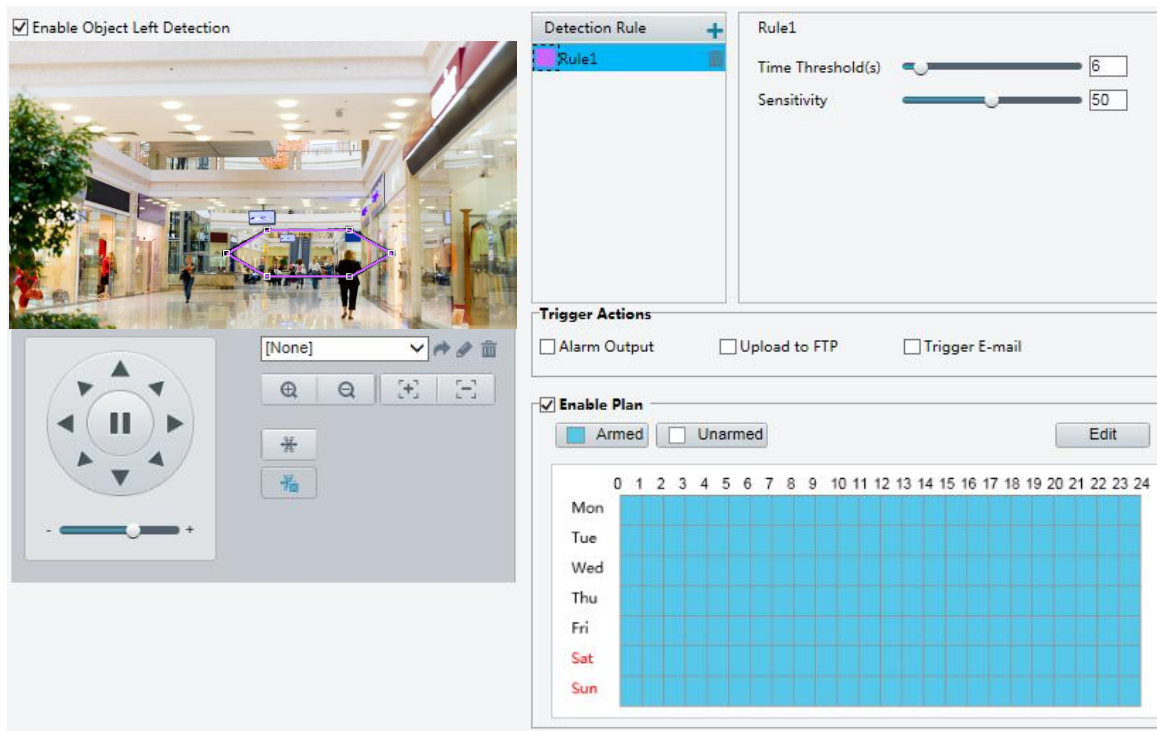 Enable Object Left Detection
Detection Rule
Rule1
Rule1
Time Threshold(s) 6
Sensitivity 50
[None]
- +
Trigger Actions
Alarm Output Upload to FTP Trigger E-mail
Enable Plan
Armed Unarmed Edit
0 1 2 3 4 5 6 7 8 9 10 11 12 13 14 15 16 17 18 19 20 21 22 23 24
Mon
Tue
Wed
Thu
Fri
Sat
Sun